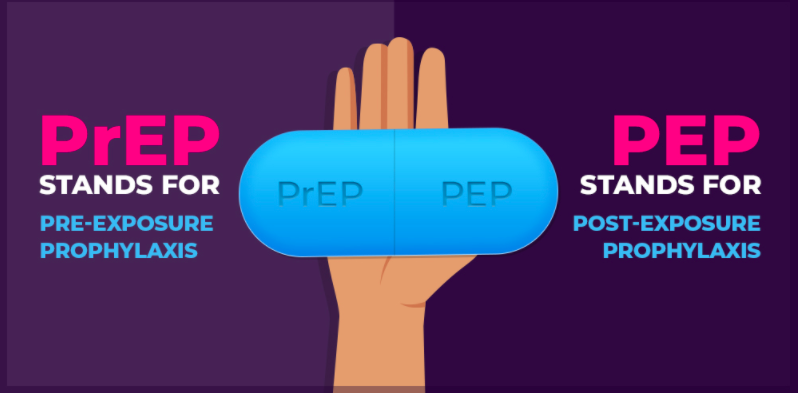 PrEP
STANDS FOR
PRE-EXPOSURE
PROPHYLAXIS
PrEP
PEP
PEP
STANDS FOR
POST-EXPOSURE
PROPHYLAXIS